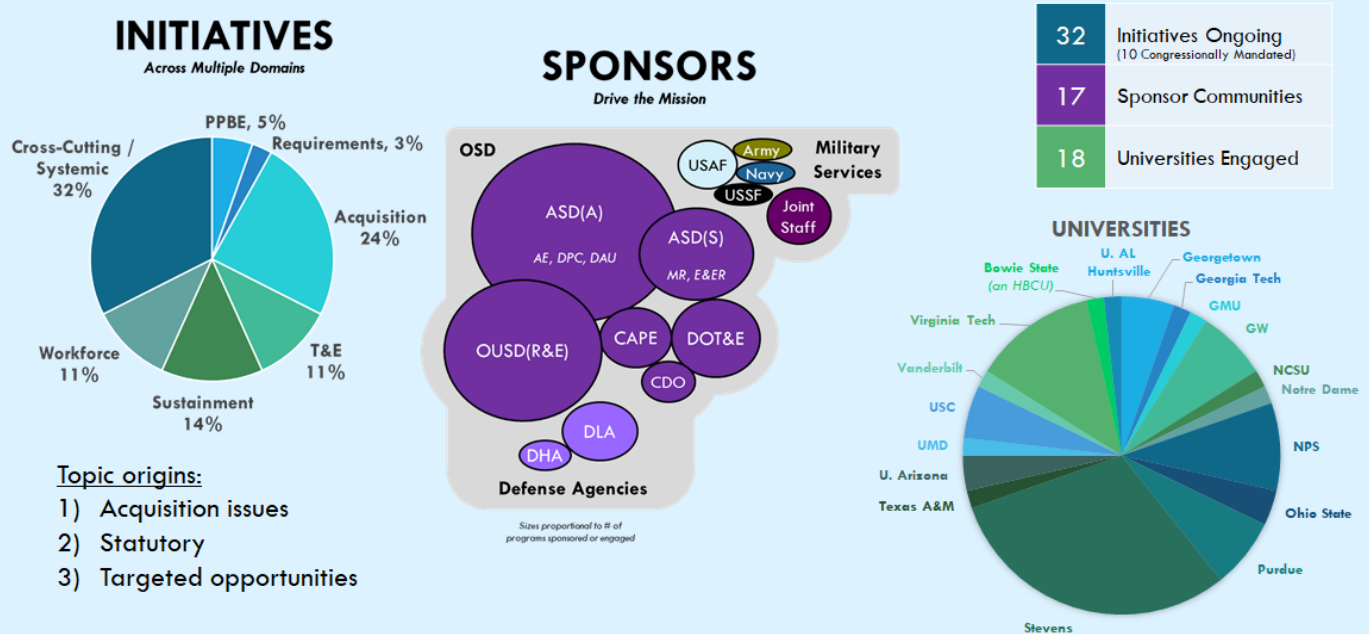 INITIATIVES
Across Multiple Domains
PPBE, 5%
Requirements, 3%
Cross-Cutting /
Systemic
32%
Acquisition
24%
Workforce
11%
T&E
11%
Sustainment
14%
Topic origins:
1) Acquisition issues
2) Statutory
3) Targeted opportunities
SPONSORS
Drive the Mission
OSD
Military
Services
USAF
Army
Navy
USSF
Joint
Staff
ASD(A)
AE, DPC, DAU
ASD(S)
MR, E&ER
OUSD(R&E)
CAPE
DOT&E
CDO
DLA
DHA
Defense Agencies
Sizes proportional to # of
programs sponsored or engaged
32 Initiatives Ongoing
(10 Congressionally Mandated)
17 Sponsor Communities
18 Universities Engaged
UNIVERSITIES
U. AL
Huntsville
Georgetown
Bowie State
(an HBCU)
Georgia Tech
GMU
Virginia Tech
GW
Vanderbilt
NCSU
Notre Dame
USC
UMD
NPS
U. Arizona
Texas A&M
Ohio State
Purdue
Stevens